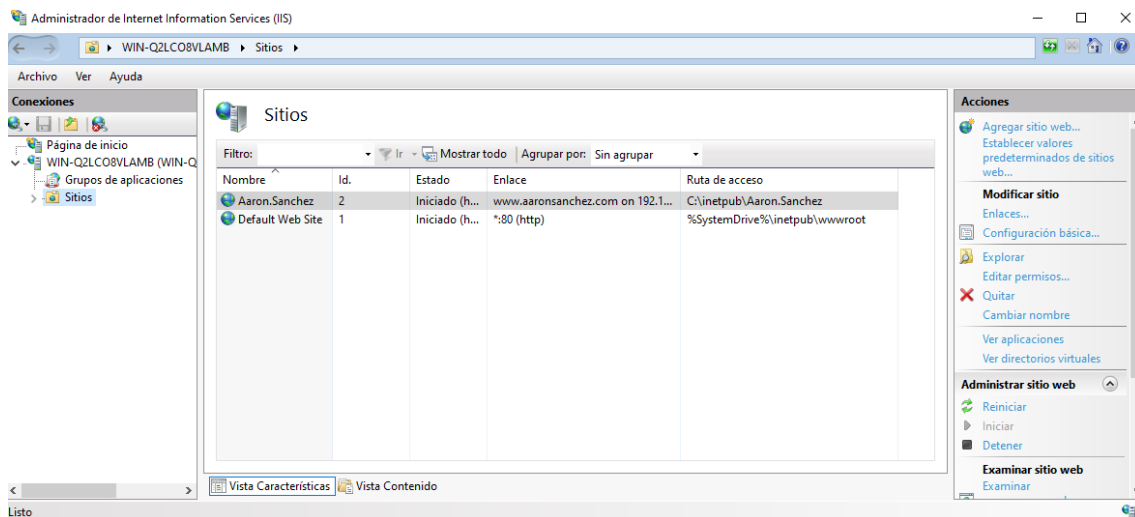 Administrador de Internet Information Services (IIS)
WIN-Q2LCO8VLAMB Sitios
Archivo Ver Ayuda
Conexiones
Página de inicio
WIN-Q2LCO8VLAMB (WIN-Q
Grupos de aplicaciones
Sitios
Sitios
Filtro: Ir Mostrar todo Agrupar por: Sin agrupar
Nombre Id. Estado Enlace Ruta de acceso
Aaron.Sanchez 2 Iniciado (h... www.aaronsanchez.com on 192.1... C:\inetpub\Aaron.Sanchez
Default Web Site 1 Iniciado (h... *:80 (http) %SystemDrive%\inetpub\wwwroot
Vista Características Vista Contenido
Acciones
Agregar sitio web...
Establecer valores
predeterminados de sitios
web...
Modificar sitio
Enlaces...
Configuración básica...
Explorar
Editar permisos...
Quitar
Cambiar nombre
Ver aplicaciones
Ver directorios virtuales
Administrar sitio web
Reiniciar
Iniciar
Detener
Examinar sitio web
Examinar
Listo